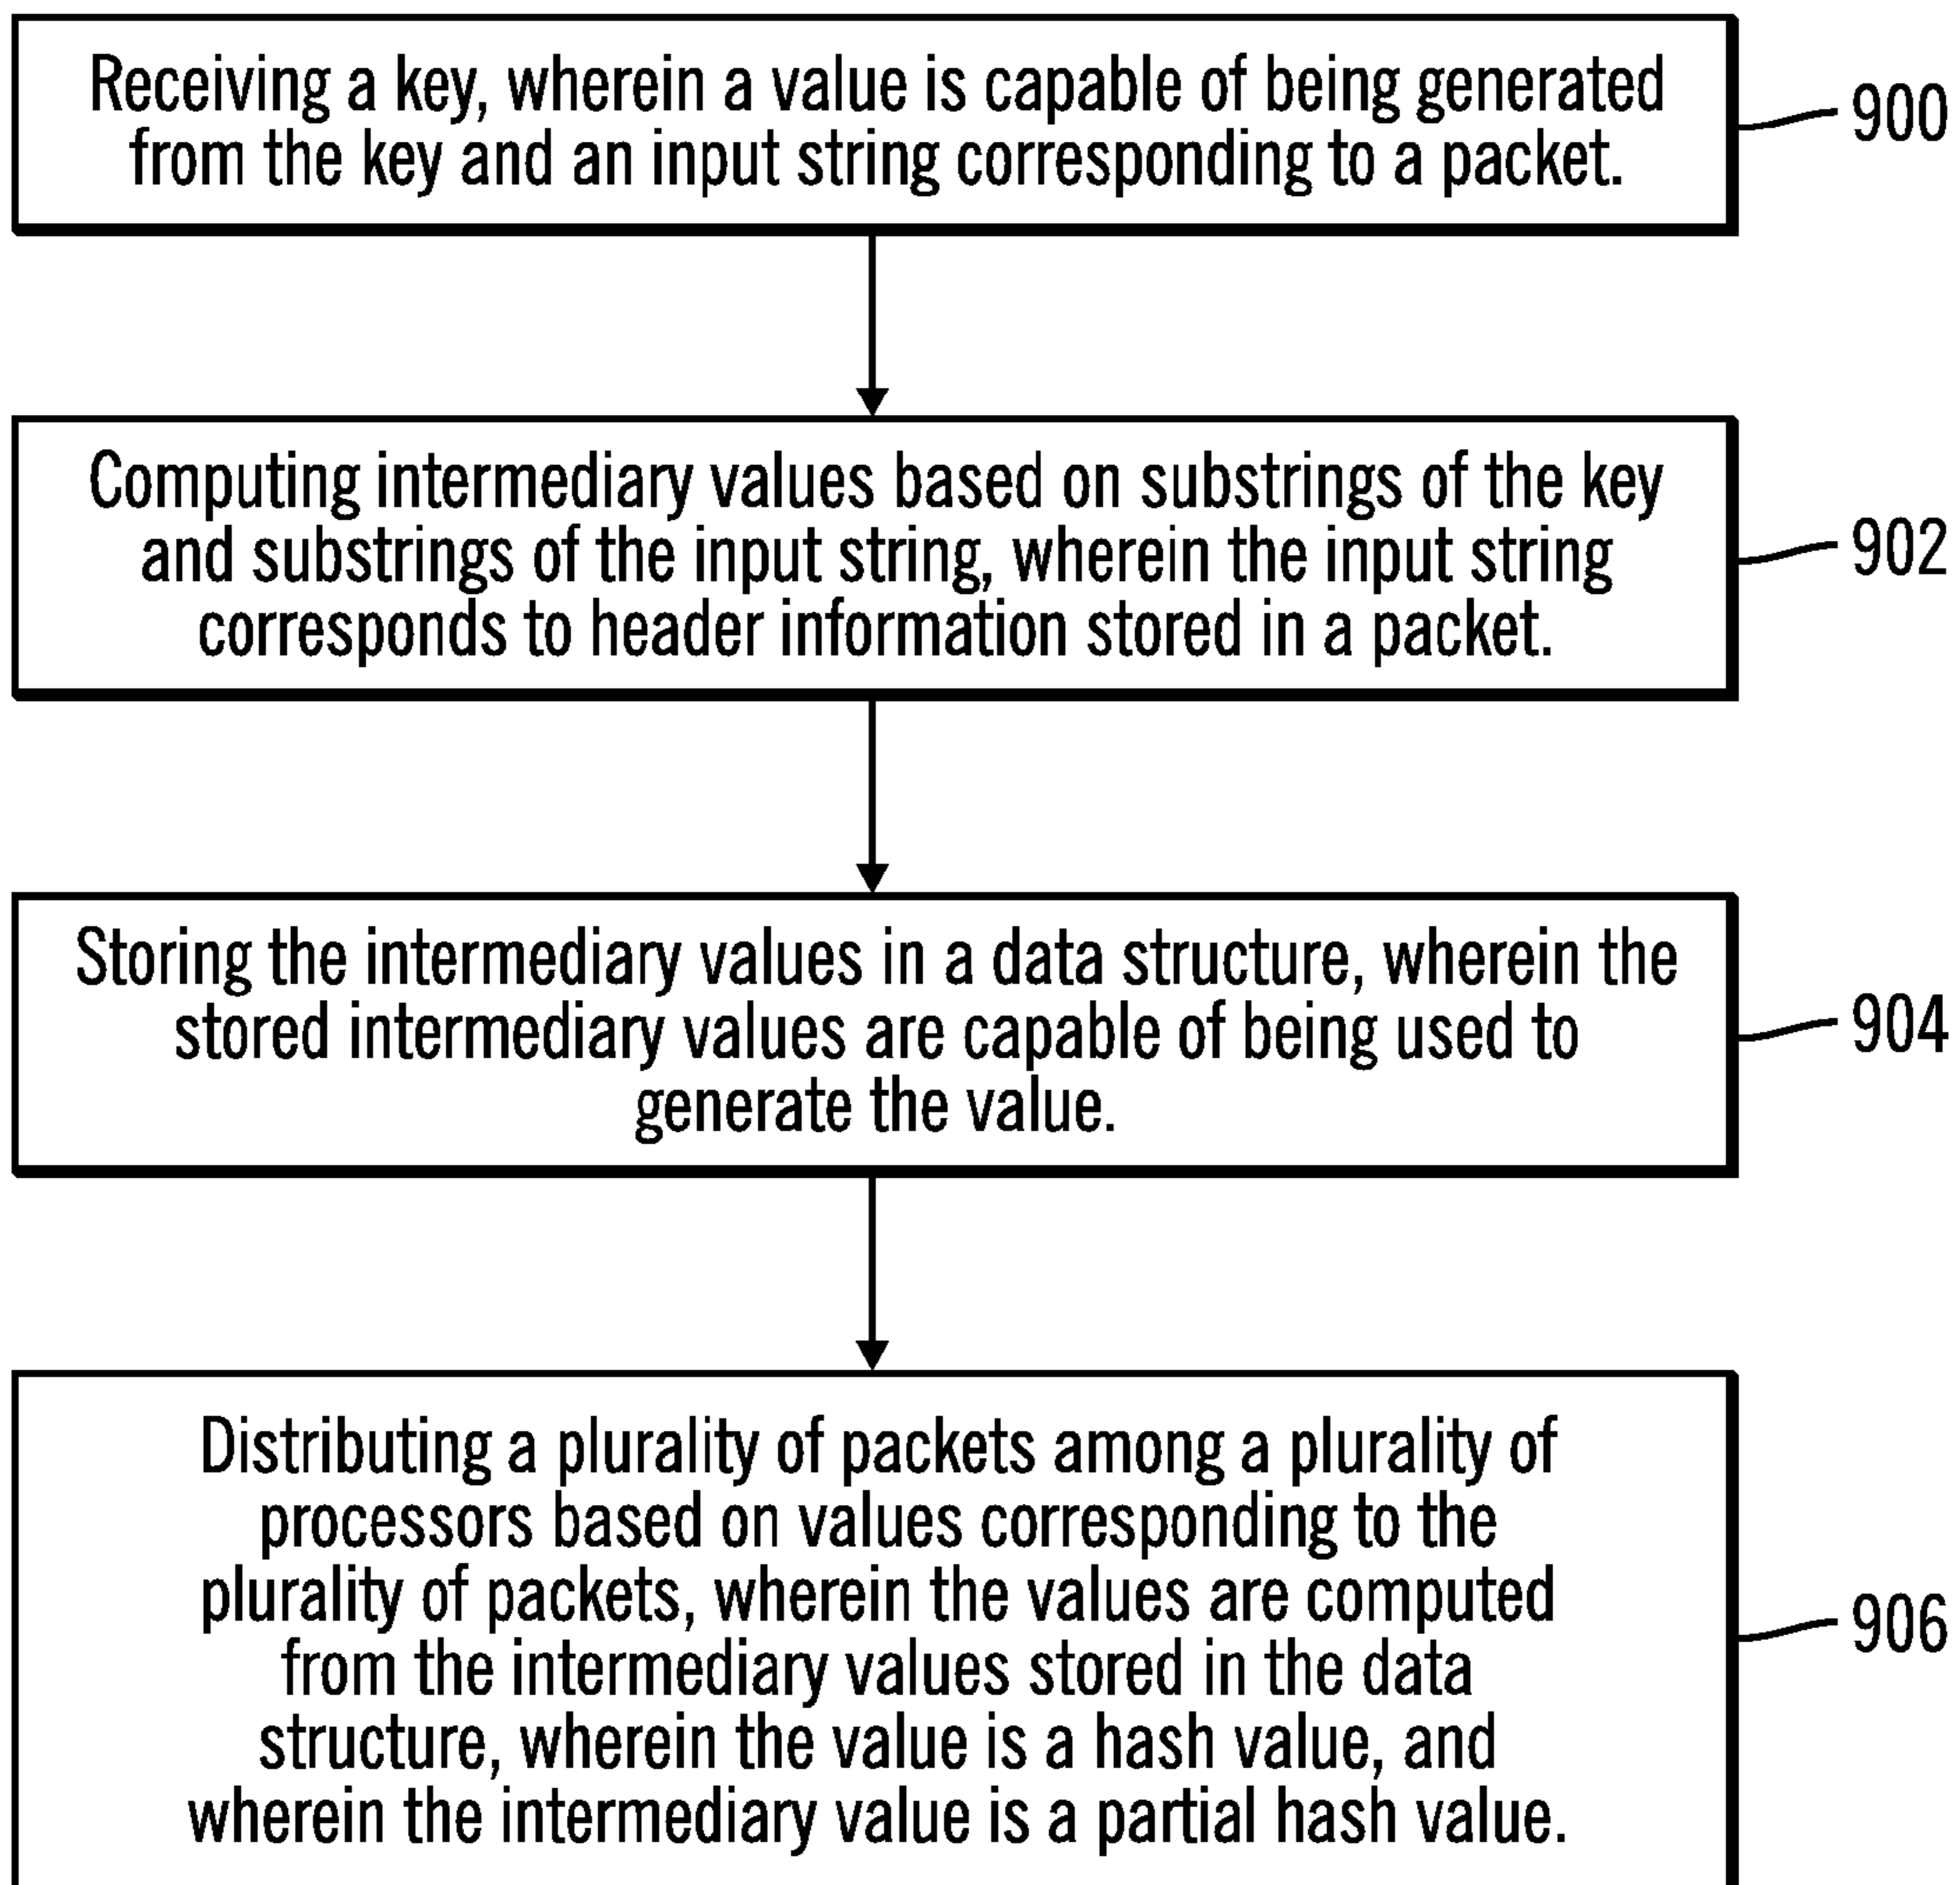 Receiving a key, wherein a value is capable of being generated
from the key and an input string corresponding to a packet.
900
Computing intermediary values based on substrings of the key
and substrings of the input string, wherein the input string
corresponds to header information stored in a packet.
902
Storing the intermediary values in a data structure, wherein the
stored intermediary values are capable of being used to
generate the value.
904
Distributing a plurality of packets among a plurality of
processors based on values corresponding to the
plurality of packets, wherein the values are computed
from the intermediary values stored in the data
structure, wherein the value is a hash value, and
wherein the intermediary value is a partial hash value.
906